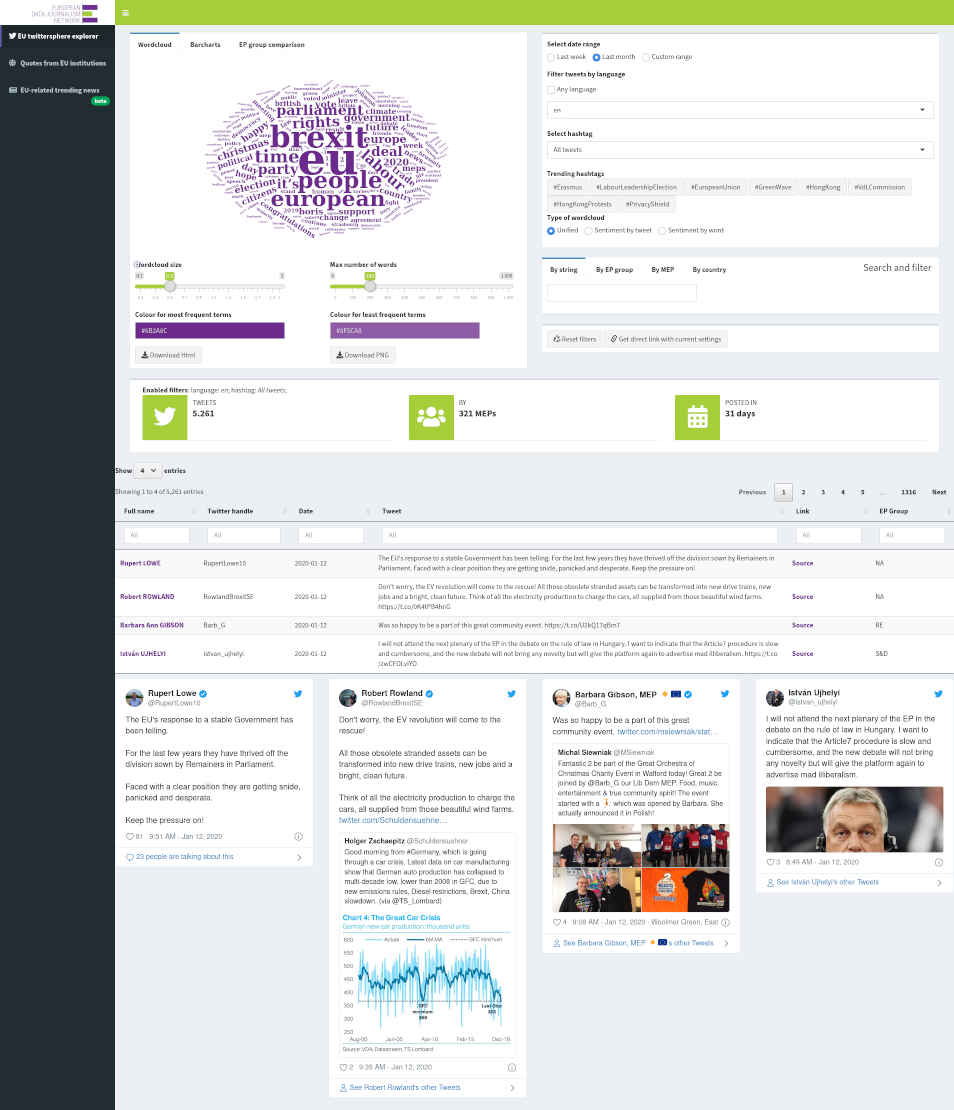 EUROPEAN
DATAJOURNALISM
NETWORK
EU twittersphere explorer
Quotes from EU institutions
EU-related trending news
beta
Wordcloud Barcharts EP group comparison
parliament
rights
brexit
time
eu
party
people
european
labour
deal
europe
government
future
climate
vote
leave
british
happy
christmas
political
election
it's
citizens
country
2020
meps
week
boris
support
change
agreement
2019
fight
congratulations
Wordcloud size
0.1 0.5 2
Max number of words
0 200 1.000
0 100 200 300 400 500 600 700 800 900 1.000
Colour for most frequent terms
#6B2A8C
Colour for least frequent terms
#8F5CA8
Download Html
Download PNG
Select date range
Last week Last month Custom range
Filter tweets by language
Any language
en
Select hashtag
All tweets
Trending hashtags
#Erasmus #LabourLeadershipElection #EuropeanUnion #GreenWave #HongKong #VdLCommission
#HongKongProtests #PrivacyShield
Type of wordcloud
Unified Sentiment by tweet Sentiment by word
By string By EP group By MEP By country Search and filter
Reset filters Get direct link with current settings
Enabled filters: language: en; hashtag: All tweets;
TWEETS
5.261
BY
321 MEPs
POSTED IN
31 days
Show 4 entries
Showing 1 to 4 of 5,261 entries
Previous 1 2 3 4 5 … 1316 Next
Full name Twitter handle Date Tweet Link EP Group
All All All All All All
Rupert LOWE RupertLowe10 2020-01-12 The EU's response to a stable Government has been telling. For the last few years they have thrived off the division sown by Remainers in
Parliament. Faced with a clear position they are getting snide, panicked and desperate. Keep the pressure on! Source NA
Robert ROWLAND RowlandBrexitSE 2020-01-12 Don't worry, the EV revolution will come to the rescue! All those obsolete stranded assets can be transformed into new drive trains, new
jobs and a bright, clean future. Think of all the electricity production to charge the cars, all supplied from those beautiful wind farms.
https://t.co/0K4tPB4hnG Source NA
Barbara Ann GIBSON Barb_G 2020-01-12 Was so happy to be a part of this great community event. https://t.co/U2kQ17qBm7 Source RE
István UJHELYI istvan_ujhelyi 2020-01-12 I will not attend the next plenary of the EP in the debate on the rule of law in Hungary. I want to indicate that the Article7 procedure is slow
and cumbersome, and the new debate will not bring any novelty but will give the platform again to advertise mad illiberalism. https://t.co
/zwCFOLvlYO Source S&D
Rupert Lowe
@RupertLowe10
The EU's response to a stable Government has
been telling.
For the last few years they have thrived off the
division sown by Remainers in Parliament.
Faced with a clear position they are getting snide,
panicked and desperate.
Keep the pressure on!
81 9:51 AM - Jan 12, 2020
23 people are talking about this
Robert Rowland
@RowlandBrexitSE
Don't worry, the EV revolution will come to the
rescue!
All those obsolete stranded assets can be
transformed into new drive trains, new jobs and a
bright, clean future.
Think of all the electricity production to charge the
cars, all supplied from those beautiful wind farms.
twitter.com/Schuldensuehne…
Holger Zschaepitz @Schuldensuehner
Good morning from #Germany, which is going
through a car crisis. Latest data on car manufacturing
show that German auto production has collapsed to
multi-decade low, lower than 2008 in GFC, due to
new emissions rules, Diesel restrictions, Brexit, China
slowdown. (via @TS_Lombard)
Chart 4: The Great Car Crisis
German new car production: thousand units
Actual 6M MA GFC minimum
600
550
500
450
400
350
300
250
GFC
minimum
369
Last Dec:
365
Aug-00 Jun-05 Apr-10 Feb-15 Dec-19
Source: VDA, Datastream, TS Lombard
2 9:35 AM - Jan 12, 2020
See Robert Rowland's other Tweets
Barbara Gibson, MEP
@Barb_G
Was so happy to be a part of this great
community event. twitter.com/msiewniak/stat…
Michal Siewniak @MSiewniak
Fantastic 2 be part of the Great Orchestra of
Christmas Charity Event in Watford today! Great 2 be
joined by @Barb_G our Lib Dem MEP. Food, music,
entertainment & true community spirit! The event
started with a which was opened by Barbara. She
actually announced it in Polish!
4 9:08 AM - Jan 12, 2020 · Woolmer Green, East
See Barbara Gibson, MEP 's other Tweets
István Ujhelyi
@istvan_ujhelyi
I will not attend the next plenary of the EP in the
debate on the rule of law in Hungary. I want to
indicate that the Article7 procedure is slow and
cumbersome, and the new debate will not bring
any novelty but will give the platform again to
advertise mad illiberalism.
3 8:49 AM - Jan 12, 2020
See István Ujhelyi's other Tweets